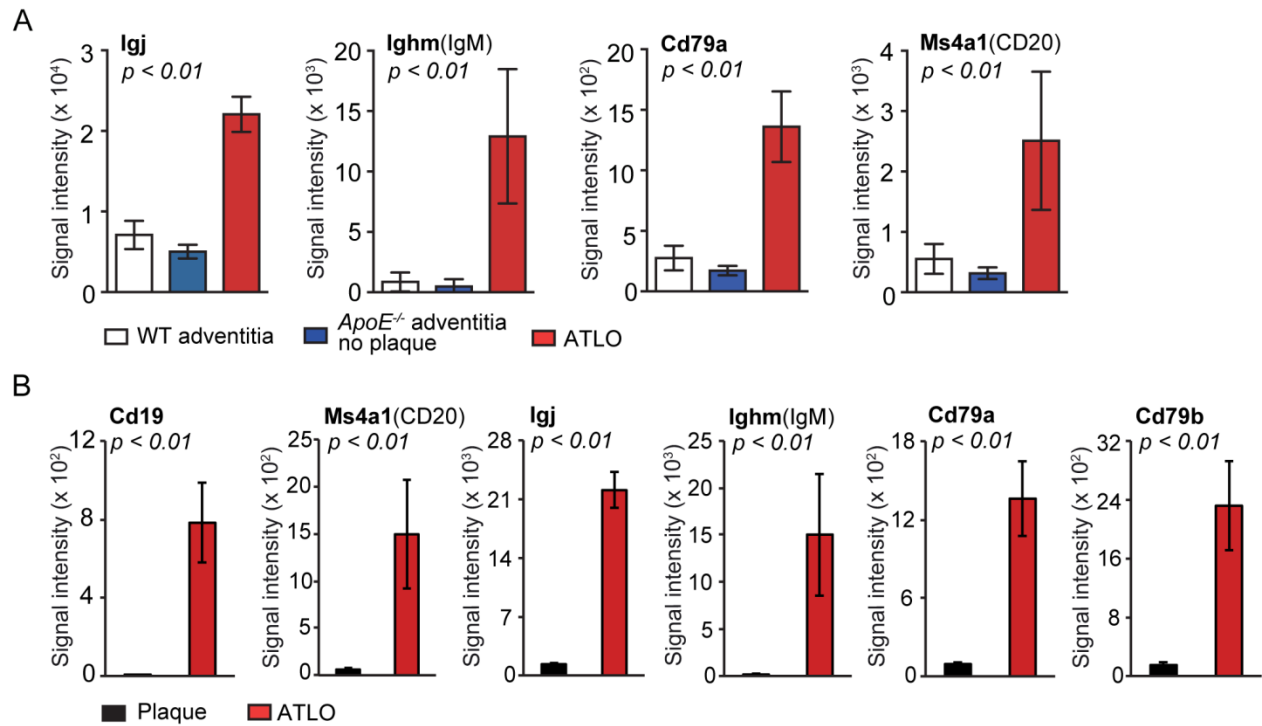 A
Igj
p < 0.01
Signal intensity (x 10⁴)
3
2
1
0
Ighm(IgM)
p < 0.01
Signal intensity (x 10³)
20
15
10
5
0
Cd79a
p < 0.01
Signal intensity (x 10²)
20
15
10
5
0
Ms4a1(CD20)
p < 0.01
Signal intensity (x 10³)
4
3
2
1
0
WT adventitia
ApoE⁻/⁻ adventitia
no plaque
ATLO
B
Cd19
p < 0.01
Signal intensity (x 10²)
12
8
4
0
Ms4a1(CD20)
p < 0.01
Signal intensity (x 10²)
25
20
15
10
5
0
Igj
p < 0.01
Signal intensity (x 10³)
28
21
14
7
0
Ighm(IgM)
p < 0.01
Signal intensity (x 10³)
25
20
15
10
5
0
Cd79a
p < 0.01
Signal intensity (x 10²)
18
12
6
0
Cd79b
p < 0.01
Signal intensity (x 10²)
32
24
16
8
0
Plaque
ATLO